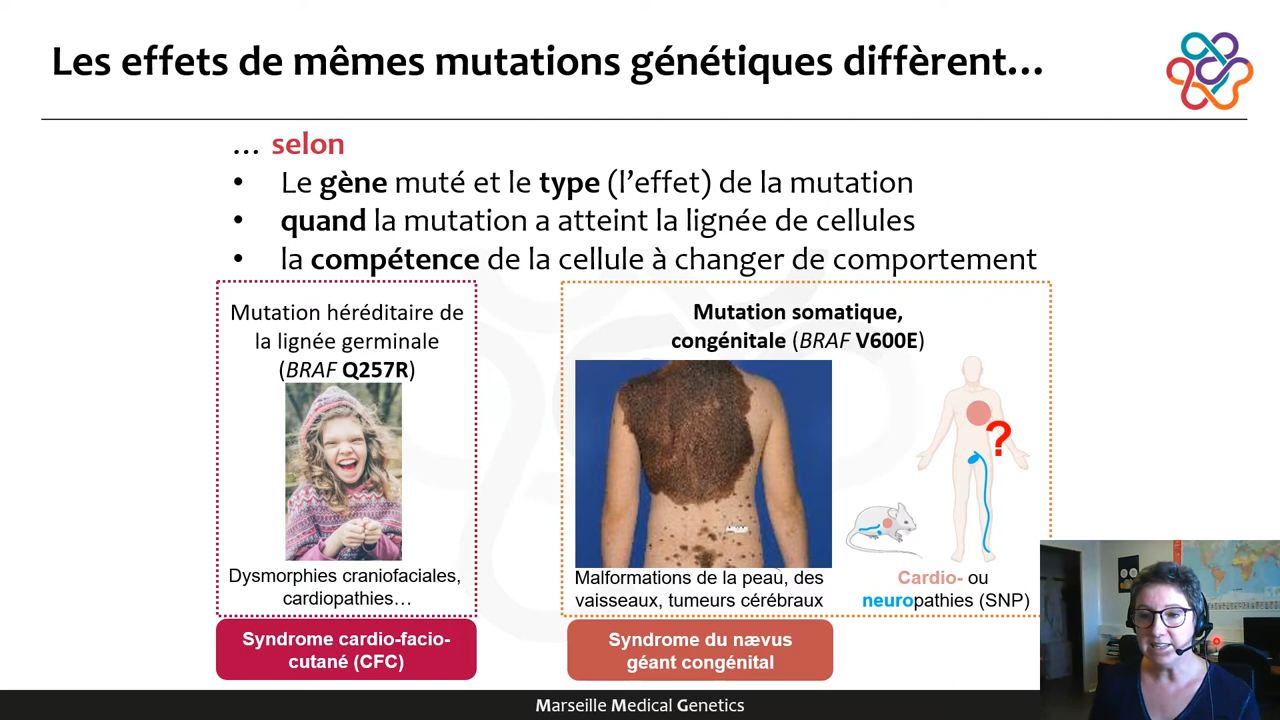 Les effets de mêmes mutations génétiques diffèrent...
... selon
• Le gène muté et le type (l'effet) de la mutation
• quand la mutation a atteint la lignée de cellules
• la compétence de la cellule à changer de comportement
Mutation héréditaire de
la lignée germinale
(BRAF Q257R)
Dysmorphies craniofaciales,
cardiopathies...
Syndrome cardio-facio-
cutané (CFC)
Mutation somatique,
congénitale (BRAF V600E)
?
Malformations de la peau, des
vaisseaux, tumeurs cérébraux
Cardio- ou
neuropathies (SNP)
Syndrome du nævus
géant congénital
Marseille Medical Genetics